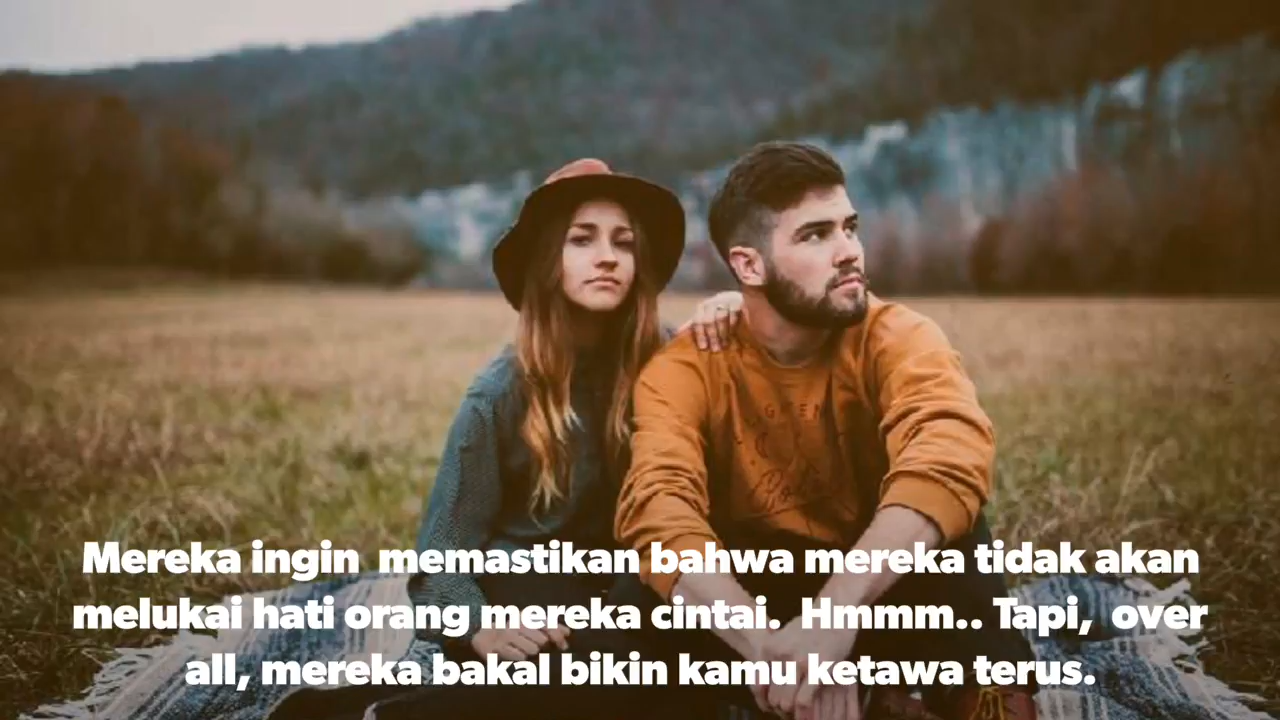 Mereka ingin  memastikan bahwa mereka tidak akan
melukai hati orang mereka cintai.  Hmmm.. Tapi,  over
all, mereka bakal bikin kamu ketawa terus.